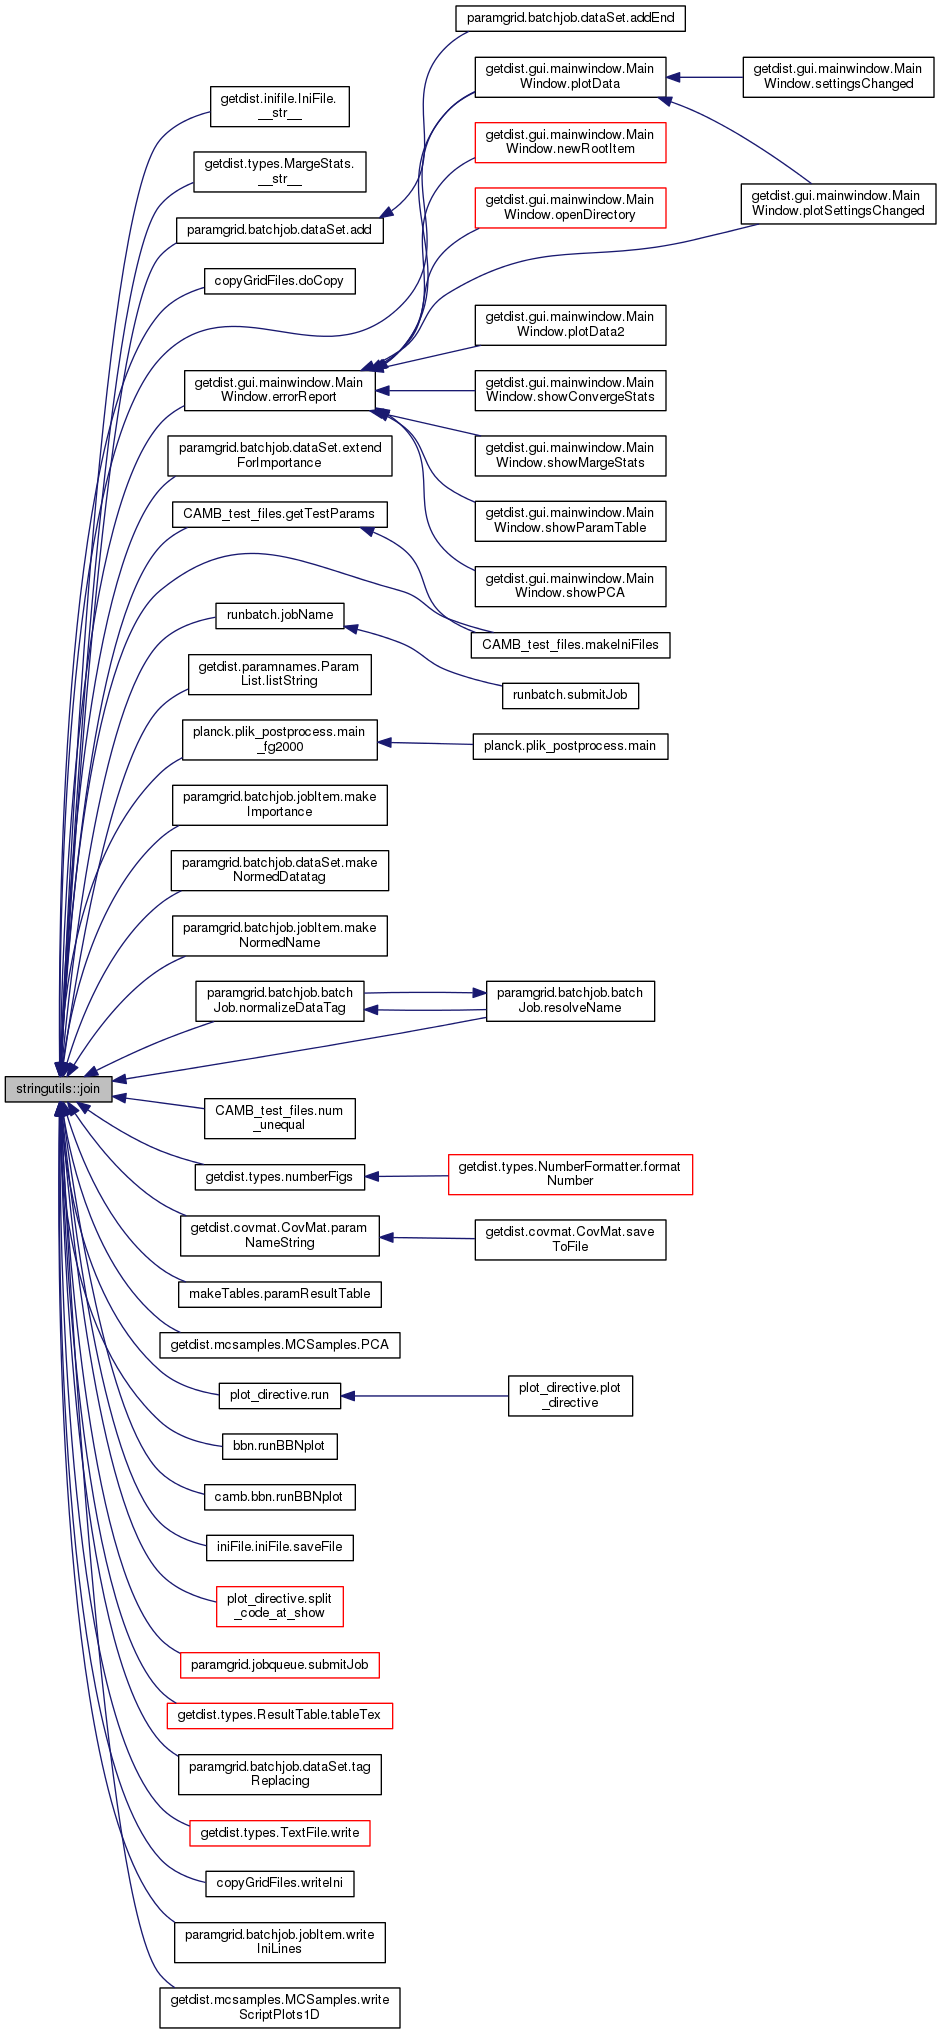 paramgrid.batchjob.dataSet.addEnd
getdist.gui.mainwindow.Main
Window.plotData
getdist.gui.mainwindow.Main
Window.settingsChanged
getdist.inifile.IniFile.
__str__
getdist.gui.mainwindow.Main
Window.newRootItem
getdist.types.MargeStats.
__str__
getdist.gui.mainwindow.Main
Window.openDirectory
getdist.gui.mainwindow.Main
Window.plotSettingsChanged
paramgrid.batchjob.dataSet.add
copyGridFiles.doCopy
getdist.gui.mainwindow.Main
Window.plotData2
getdist.gui.mainwindow.Main
Window.errorReport
getdist.gui.mainwindow.Main
Window.showConvergeStats
paramgrid.batchjob.dataSet.extend
ForImportance
getdist.gui.mainwindow.Main
Window.showMargeStats
CAMB_test_files.getTestParams
getdist.gui.mainwindow.Main
Window.showParamTable
getdist.gui.mainwindow.Main
Window.showPCA
runbatch.jobName
CAMB_test_files.makeIniFiles
getdist.paramnames.Param
List.listString
runbatch.submitJob
planck.plik_postprocess.main
_fg2000
planck.plik_postprocess.main
paramgrid.batchjob.jobItem.make
Importance
paramgrid.batchjob.dataSet.make
NormedDatatag
paramgrid.batchjob.jobItem.make
NormedName
paramgrid.batchjob.batch
Job.normalizeDataTag
paramgrid.batchjob.batch
Job.resolveName
stringutils::join
CAMB_test_files.num
_unequal
getdist.types.numberFigs
getdist.types.NumberFormatter.format
Number
getdist.covmat.CovMat.param
NameString
getdist.covmat.CovMat.save
ToFile
makeTables.paramResultTable
getdist.mcsamples.MCSamples.PCA
plot_directive.run
plot_directive.plot
_directive
bbn.runBBNplot
camb.bbn.runBBNplot
iniFile.iniFile.saveFile
plot_directive.split
_code_at_show
paramgrid.jobqueue.submitJob
getdist.types.ResultTable.tableTex
paramgrid.batchjob.dataSet.tag
Replacing
getdist.types.TextFile.write
copyGridFiles.writeIni
paramgrid.batchjob.jobItem.write
IniLines
getdist.mcsamples.MCSamples.write
ScriptPlots1D